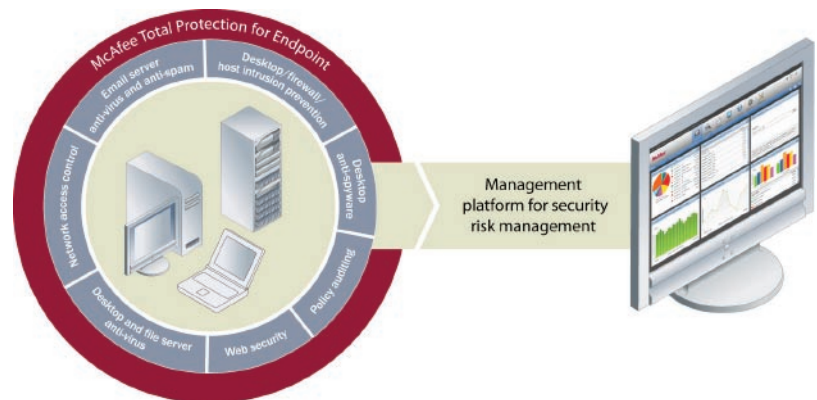 McAfee Total Protection for Endpoint
Email server
anti-virus and anti-spam
Desktop/firewall/
host intrusion prevention
Desktop
anti-spyware
Policy auditing
Web security
Desktop and file server
anti-virus
Network access control
Management
platform for security
risk management